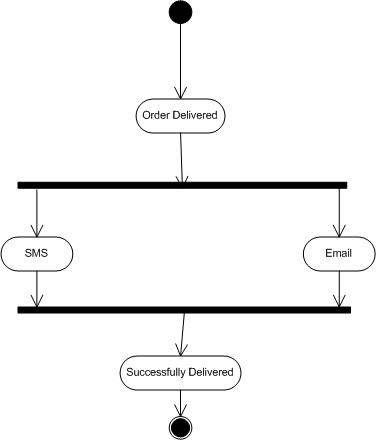 Order Delivered
SMS
Email
Successfully Delivered